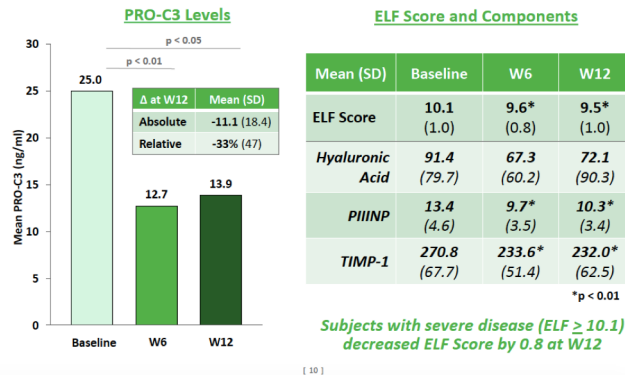 PRO-C3 Levels
30
25
20
15
10
5
0
Mean PRO-C3 (ng/ml)
p < 0.05
p < 0.01
25.0
12.7
13.9
Baseline W6 W12
Δ at W12 Mean (SD)
Absolute -11.1 (18.4)
Relative -33% (47)
ELF Score and Components
Mean (SD) Baseline W6 W12
ELF Score 10.1 9.6* 9.5*
(1.0) (0.8) (1.0)
Hyaluronic 91.4 67.3 72.1
Acid (79.7) (60.2) (90.3)
PIIINP 13.4 9.7* 10.3*
(4.6) (3.5) (3.4)
TIMP-1 270.8 233.6* 232.0*
(67.7) (51.4) (62.5)
*p < 0.01
Subjects with severe disease (ELF ≥ 10.1)
decreased ELF Score by 0.8 at W12
[ 10 ]